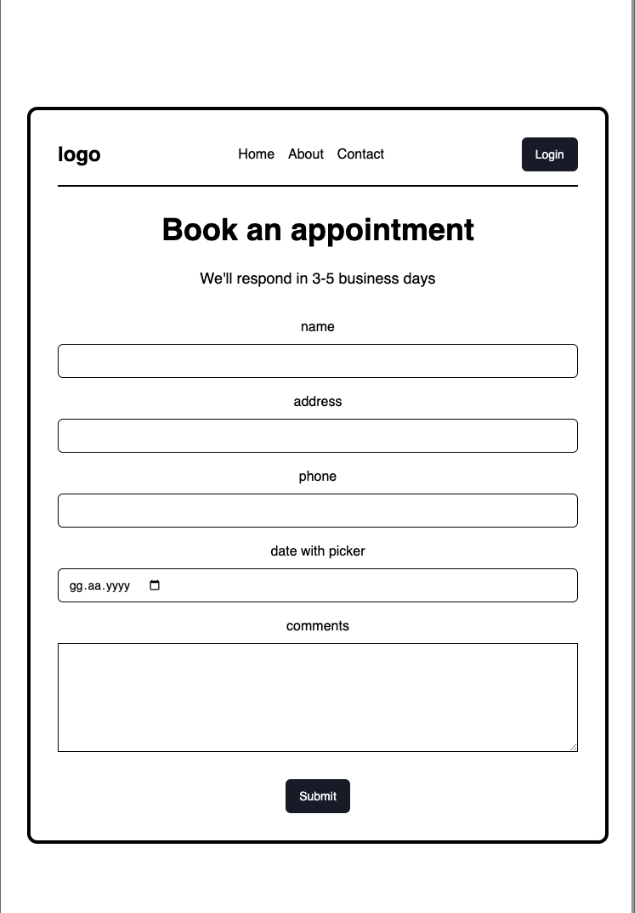 logo
Home About Contact
Login
Book an appointment
We'll respond in 3-5 business days
name
address
phone
date with picker
gg.aa.yyyy
comments
Submit